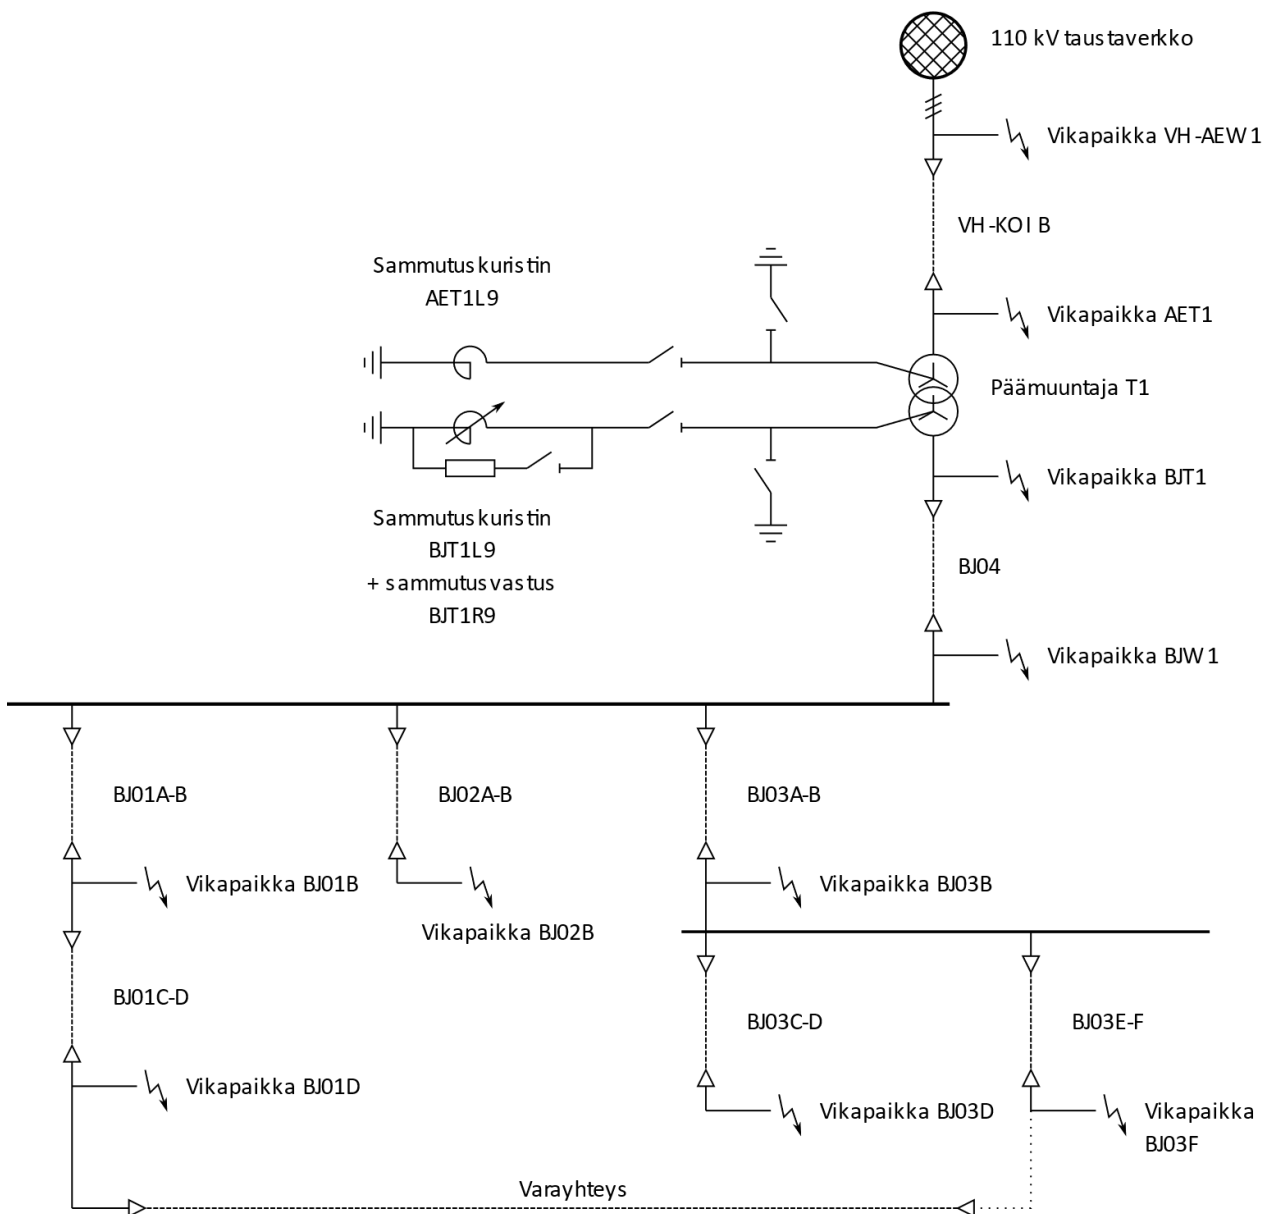 110 kV taustaverkko
Vikapaikka VH-AEW1
VH-KOI B
Sammutuskuristin
AET1L9
Vikapaikka AET1
Päämuuntaja T1
Vikapaikka BJT1
Sammutuskuristin
BJT1L9
+ sammutusvastus
BJT1R9
BJ04
Vikapaikka BJW1
BJ01A-B
BJ02A-B
BJ03A-B
Vikapaikka BJ01B
Vikapaikka BJ03B
Vikapaikka BJ02B
BJ01C-D
BJ03C-D
BJ03E-F
Vikapaikka BJ01D
Vikapaikka BJ03D
Vikapaikka
BJ03F
Varayhteys